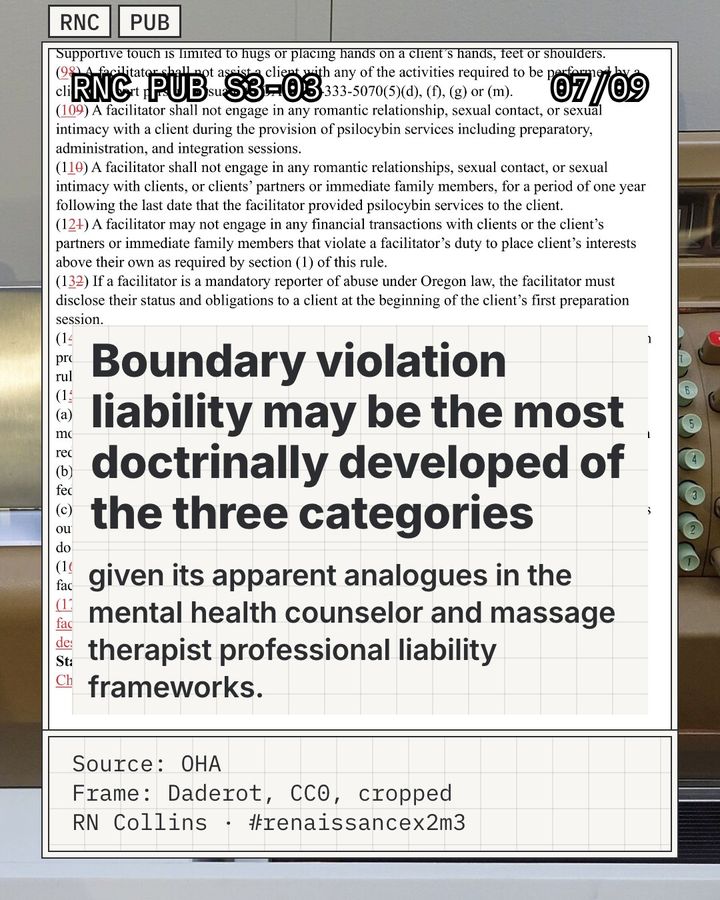 RNC PUB
Supportive touch is limited to hugs or placing hands on a client's hands, feet or shoulders.
RNC PUB S3-03 07/09
(98) A facilitator shall not assist a client with any of the activities required to be performed by a
333-5070(5)(d), (f), (g) or (m).
(109) A facilitator shall not engage in any romantic relationship, sexual contact, or sexual
intimacy with a client during the provision of psilocybin services including preparatory,
administration, and integration sessions.
(110) A facilitator shall not engage in any romantic relationships, sexual contact, or sexual
intimacy with clients, or clients' partners or immediate family members, for a period of one year
following the last date that the facilitator provided psilocybin services to the client.
(121) A facilitator may not engage in any financial transactions with clients or the client's
partners or immediate family members that violate a facilitator's duty to place client's interests
above their own as required by section (1) of this rule.
(132) If a facilitator is a mandatory reporter of abuse under Oregon law, the facilitator must
disclose their status and obligations to a client at the beginning of the client's first preparation
session.
Boundary violation
liability may be the most
doctrinally developed of
the three categories
given its apparent analogues in the
mental health counselor and massage
therapist professional liability
frameworks.
(a)
(b)
(c)
Source: OHA
Frame: Daderot, CC0, cropped
RN Collins · #renaissancex2m3